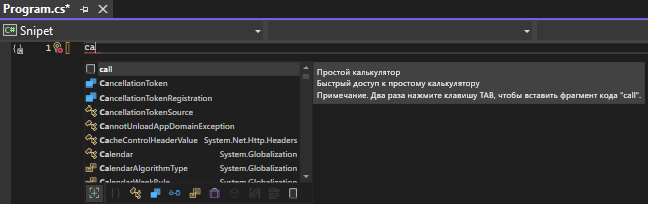 Program.cs*
C# Snipet
1 ca
call
CancellationToken
CancellationTokenRegistration
CancellationTokenSource
CannotUnloadAppDomainException
CacheControlHeaderValue System.Net.Http.Headers
Calendar System.Globalization
CalendarAlgorithmType System.Globalization
CalendarWeekRule System.Globalization
Простой калькулятор
Быстрый доступ к простому калькулятору
Примечание. Два раза нажмите клавишу TAB, чтобы вставить фрагмент кода "call".